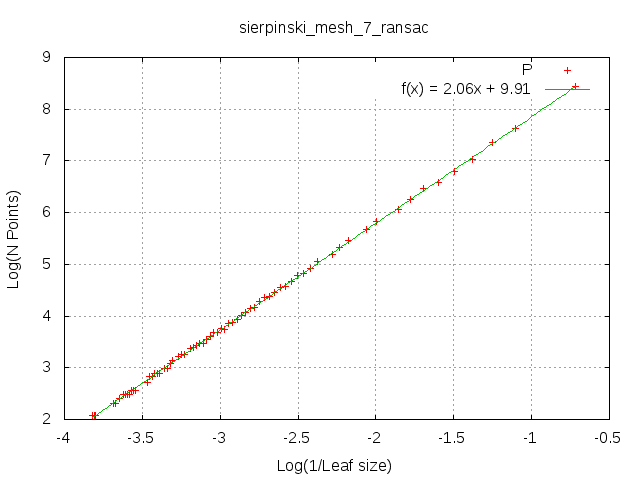 sierpinski_mesh_7_ransac
P
f(x) = 2.06x + 9.91
9
8
7
6
5
4
3
2
Log(N Points)
-4 -3.5 -3 -2.5 -2 -1.5 -1 -0.5
Log(1/Leaf size)